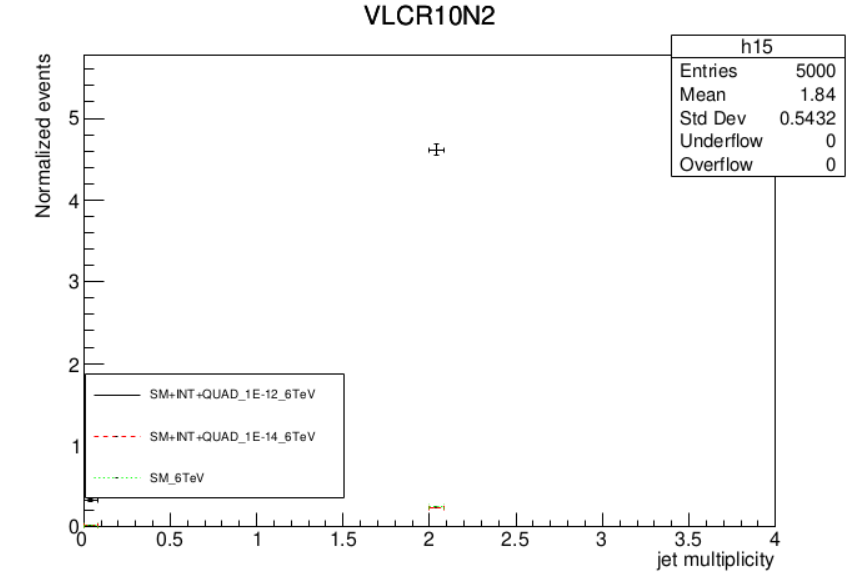 VLCR10N2
h15
Entries 5000
Mean 1.84
Std Dev 0.5432
Underflow 0
Overflow 0
Normalized events
5
4
3
2
1
0
SM+INT+QUAD_1E-12_6TeV
SM+INT+QUAD_1E-14_6TeV
SM_6TeV
0 0.5 1 1.5 2 2.5 3 3.5 4
jet multiplicity